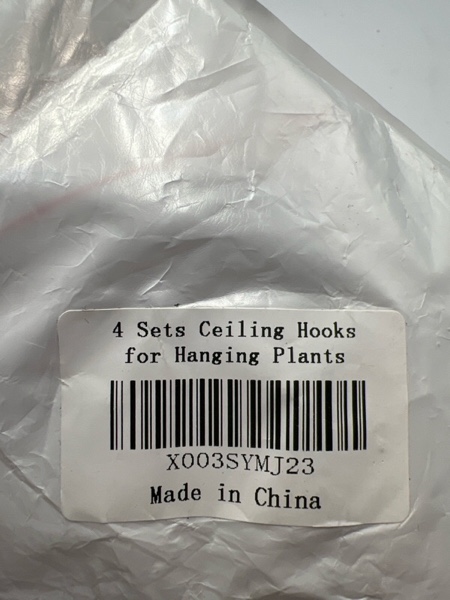 4 Sets Ceiling Hooks
for Hanging Plants
X003SYMJ23
Made in China